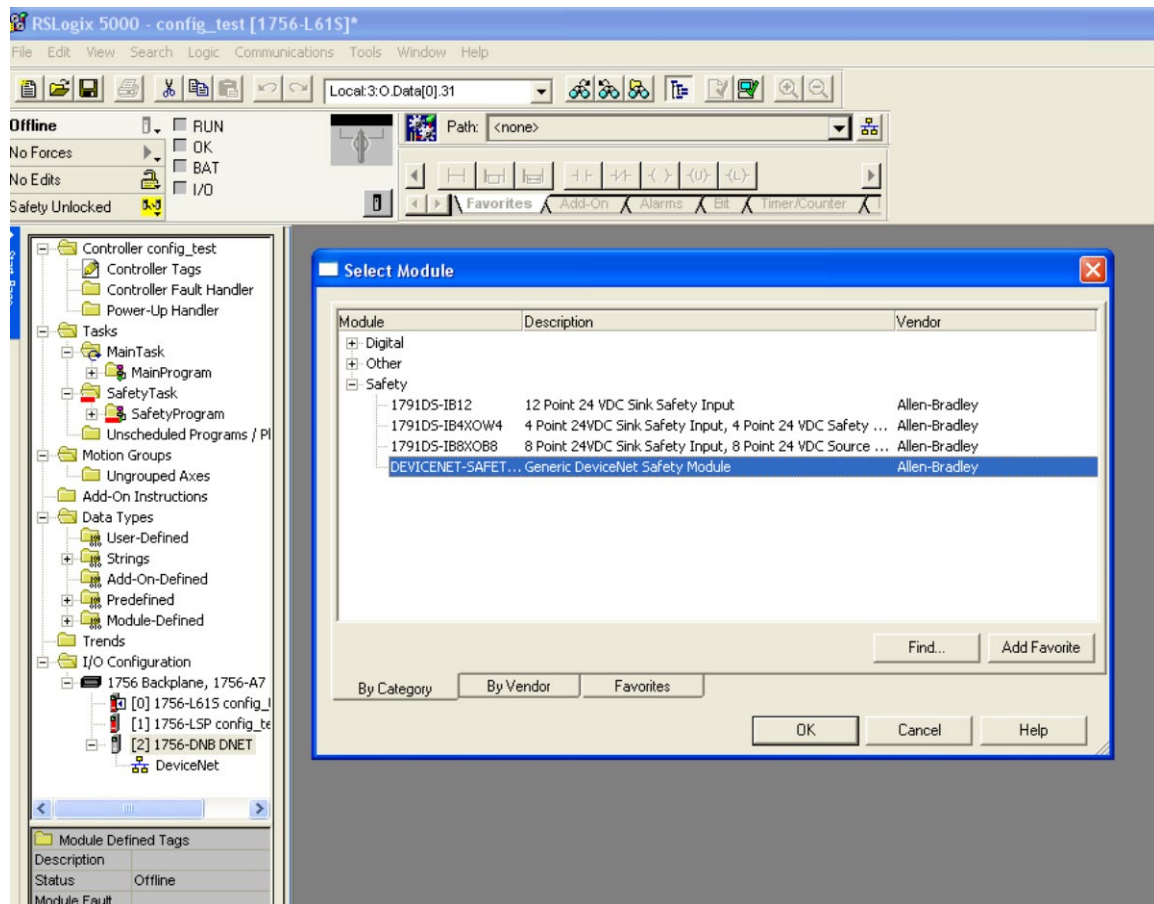 RSLogix 5000 - config_test [1756-L61S]*
File Edit View Search Logic Communications Tools Window Help
Local:3:O.Data[0].31
Offline
RUN
Path: <none>
No Forces
OK
No Edits
BAT
I/O
Safety Unlocked
Favorites Add-On Alarms Bit Timer/Counter
Controller config_test
Controller Tags
Controller Fault Handler
Power-Up Handler
Tasks
MainTask
MainProgram
SafetyTask
SafetyProgram
Unscheduled Programs / Pl
Motion Groups
Ungrouped Axes
Add-On Instructions
Data Types
User-Defined
Strings
Add-On-Defined
Predefined
Module-Defined
Trends
I/O Configuration
1756 Backplane, 1756-A7
[0] 1756-L61S config_
[1] 1756-LSP config_te
[2] 1756-DNB DNET
DeviceNet
Module Defined Tags
Description
Status Offline
Module Fault
Select Module
Module Description Vendor
Digital
Other
Safety
1791DS-IB12 12 Point 24 VDC Sink Safety Input Allen-Bradley
1791DS-IB4XOW4 4 Point 24VDC Sink Safety Input, 4 Point 24 VDC Safety ... Allen-Bradley
1791DS-IB8XOB8 8 Point 24VDC Sink Safety Input, 8 Point 24 VDC Source ... Allen-Bradley
DEVICENET-SAFET... Generic DeviceNet Safety Module Allen-Bradley
Find... Add Favorite
By Category By Vendor Favorites
OK Cancel Help